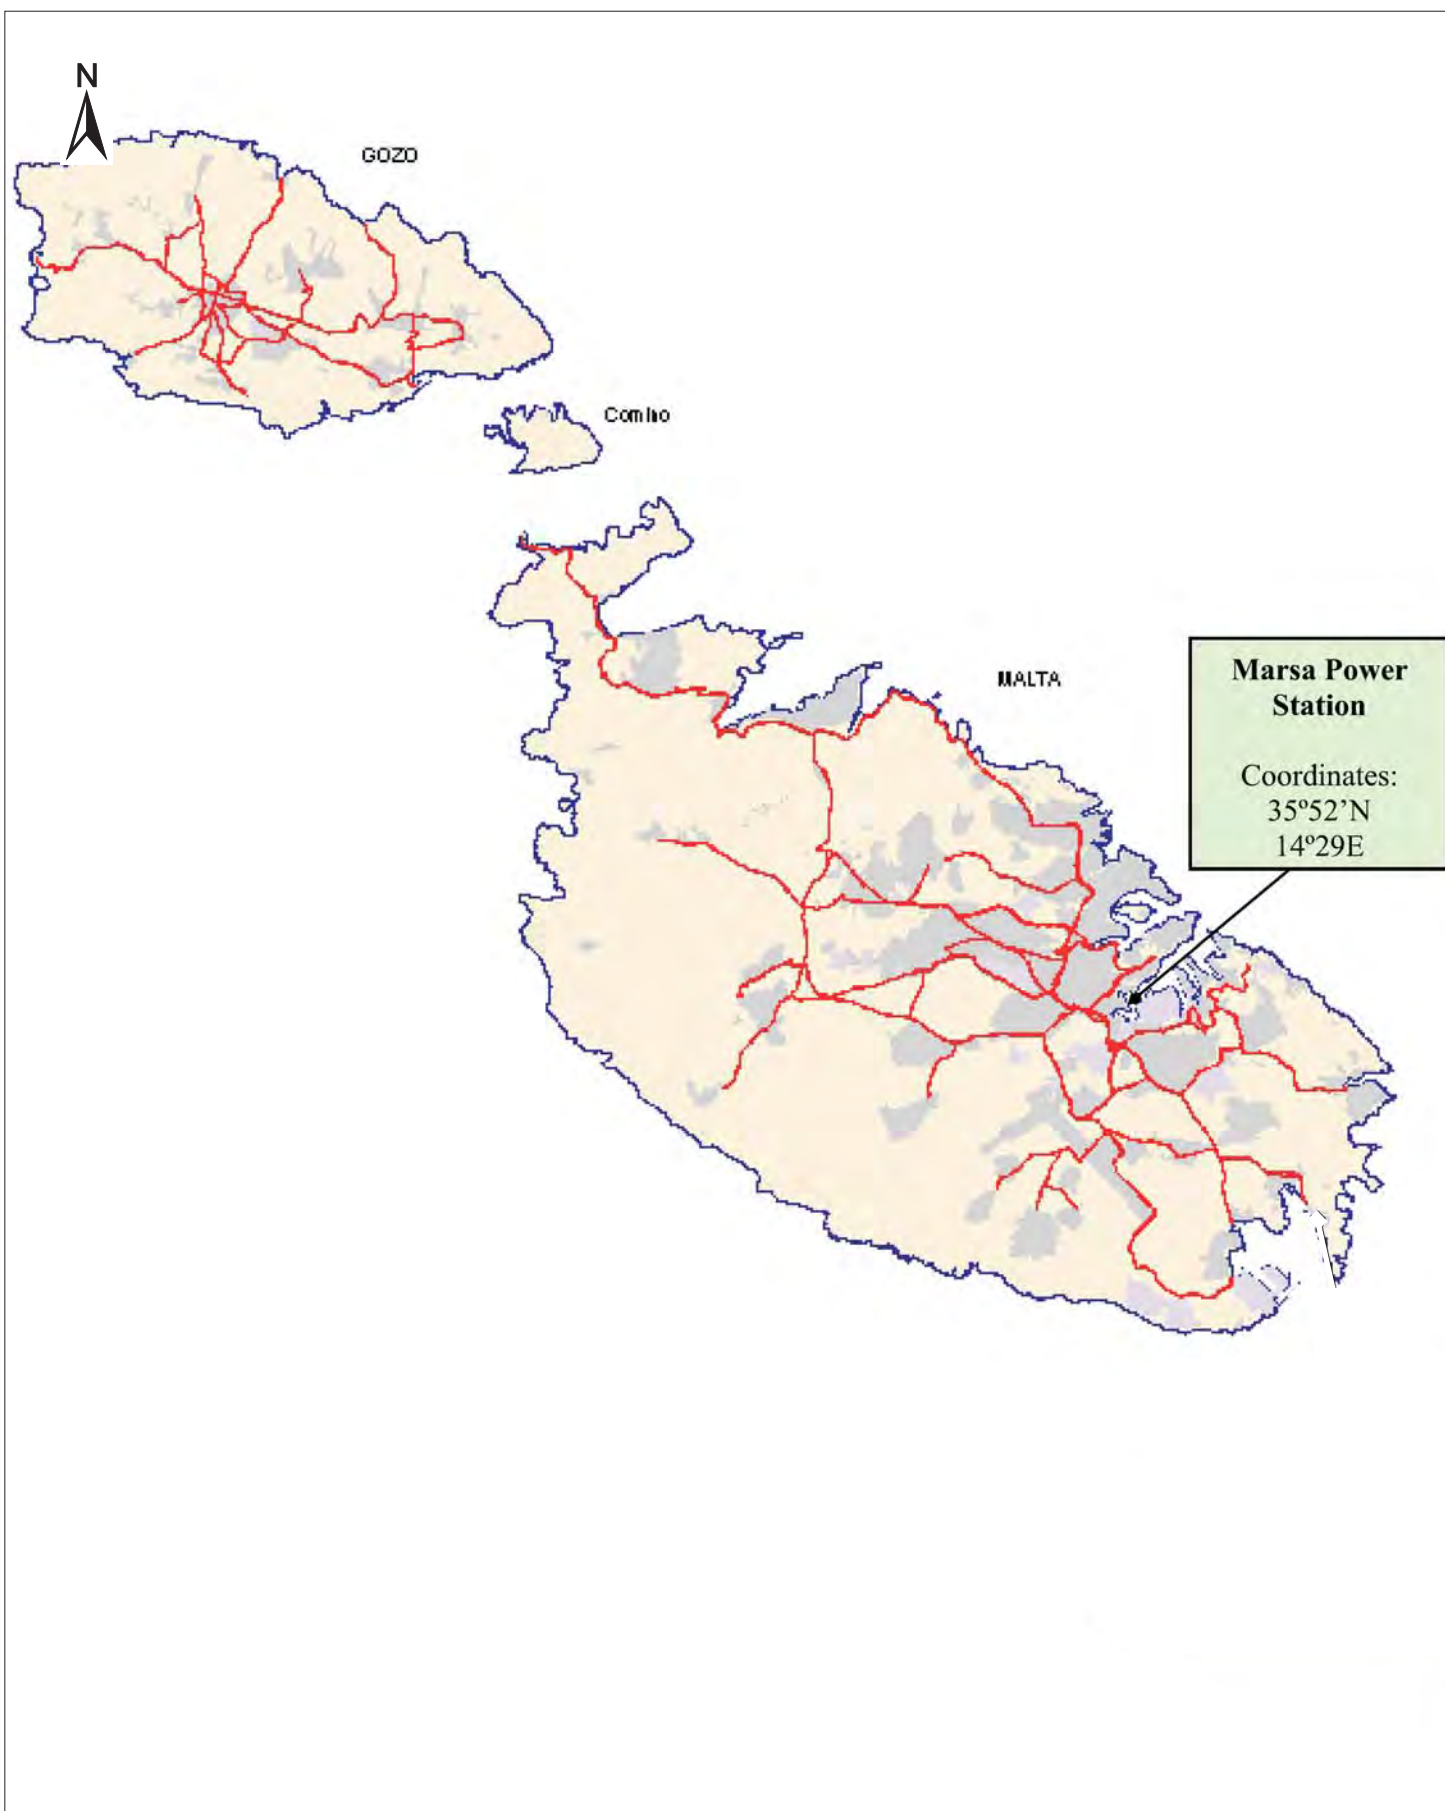 N
GOZO
Comino
MALTA
Marsa Power
Station
Coordinates:
35º52’N
14º29E